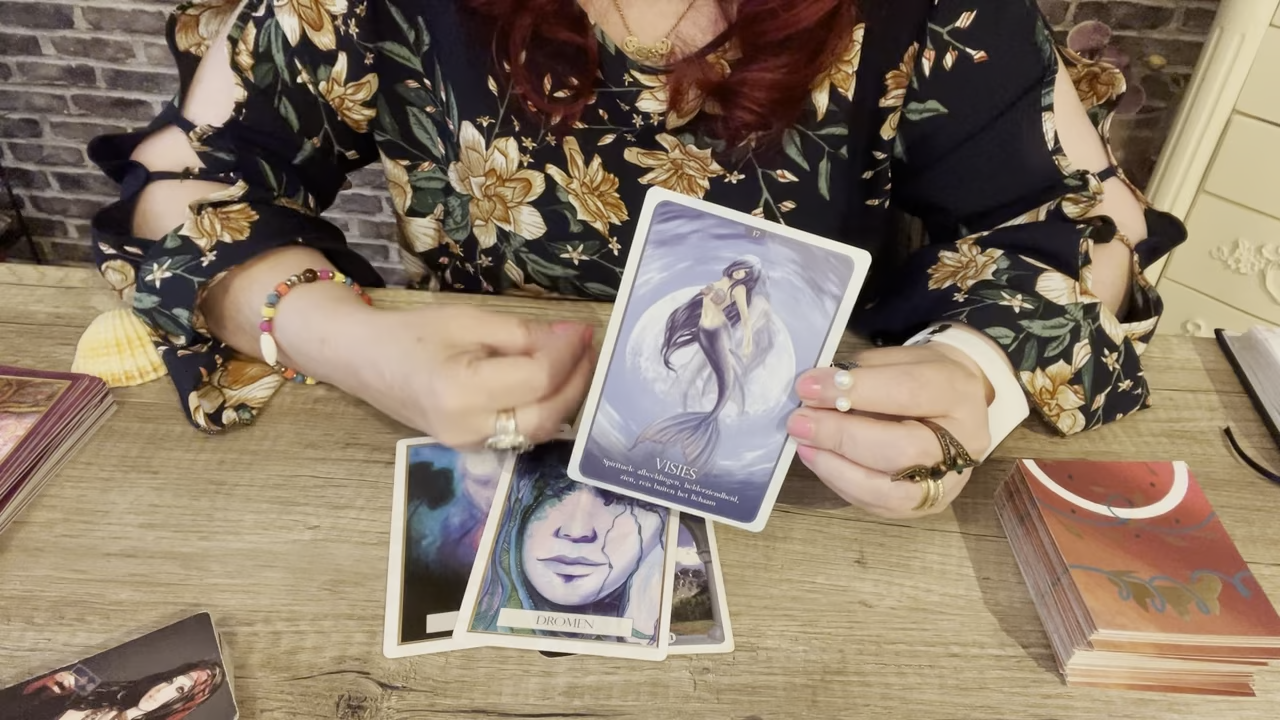 17
VISIES
Spirituele afbeeldingen, helderziendheid,
zien, reis buiten het lichaam
DROMEN